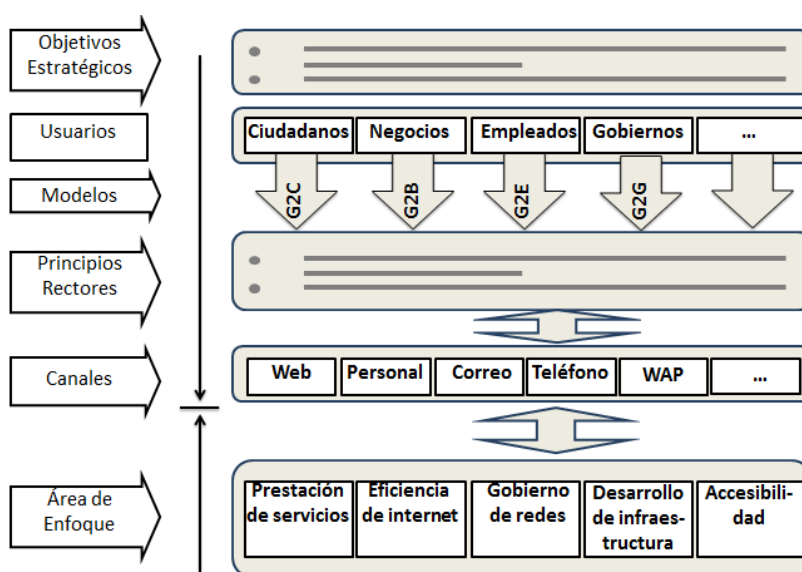 Objetivos
Estratégicos
Usuarios
Ciudadanos
Negocios
Empleados
Gobiernos
...
Modelos
G2C
G2B
G2E
G2G
Principios
Rectores
Canales
Web
Personal
Correo
Teléfono
WAP
...
Área de
Enfoque
Prestación
de servicios
Eficiencia
de internet
Gobierno
de redes
Desarrollo
de infraes-
tructura
Accesibili-
dad